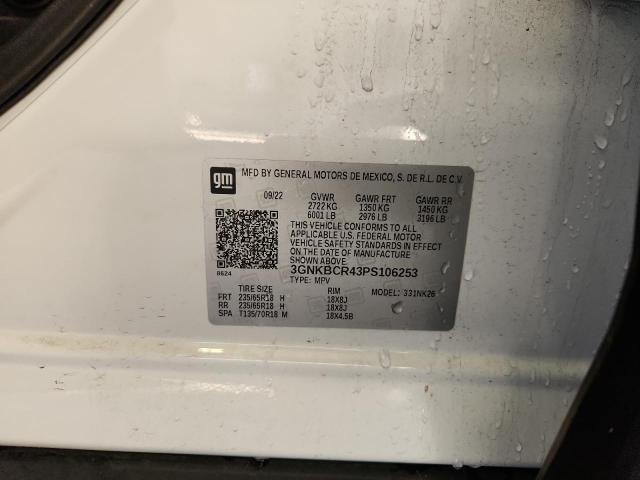 gm
MFD BY GENERAL MOTORS DE MEXICO, S. DE R.L. DE C.V.
09/22 GVWR GAWR FRT GAWR RR
2722 KG 1350 KG 1450 KG
6001 LB 2976 LB 3196 LB
THIS VEHICLE CONFORMS TO ALL
APPLICABLE U.S. FEDERAL MOTOR
VEHICLE SAFETY STANDARDS IN EFFECT
ON THE DATE OF MANUFACTURE SHOWN ABOVE
8624 3GNKBCR43PS106253
TYPE: MPV MODEL: 331NK26
TIRE SIZE RIM
FRT 235/65R18 H 18X8J
RR 235/65R18 H 18X8J
SPA T135/70R18 M 18X4.5B